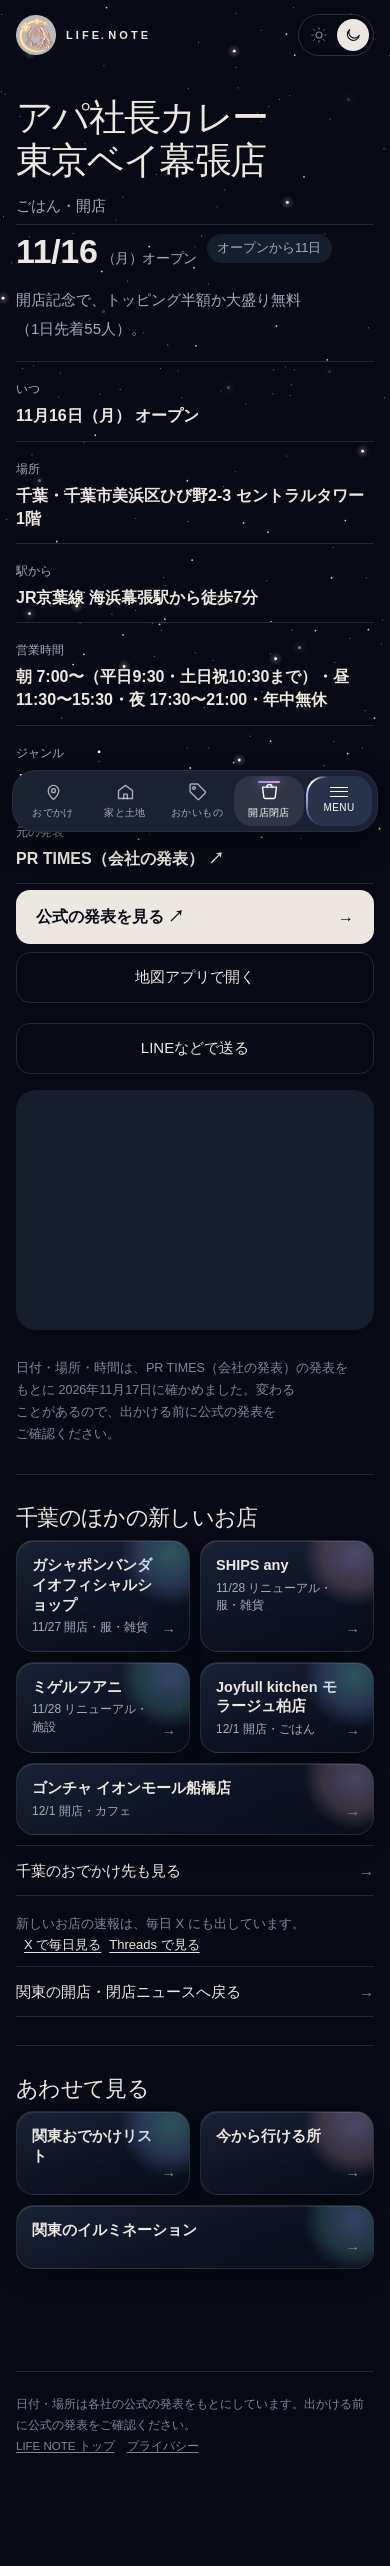 LIFE.NOTE
アパ社長カレー
東京ベイ幕張店
ごはん・開店
11/16（月）オープン オープンから11日
開店記念で、トッピング半額か大盛り無料
（1日先着55人）。
いつ
11月16日（月） オープン
場所
千葉・千葉市美浜区ひび野2-3 セントラルタワー
1階
駅から
JR京葉線 海浜幕張駅から徒歩7分
営業時間
朝 7:00〜（平日9:30・土日祝10:30まで）・昼
11:30〜15:30・夜 17:30〜21:00・年中無休
ジャンル
おでかけ 家と土地 かいもの 開店閉店 MENU
元の発表
PR TIMES（会社の発表） ↗
公式の発表を見る ↗ →
地図アプリで開く
LINEなどで送る
日付・場所・時間は、PR TIMES（会社の発表）の発表を
もとに 2026年11月17日に確かめました。変わる
ことがあるので、出かける前に公式の発表を
ご確認ください。
千葉のほかの新しいお店
ガシャポンバンダ
イオフィシャルシ
ョップ
11/27 開店・服・雑貨 →
SHIPS any
11/28 リニューアル・
服・雑貨
→
ミゲルフアニ
11/28 リニューアル・
施設 →
Joyfull kitchen モ
ラージュ柏店
12/1 開店・ごはん →
ゴンチャ イオンモール船橋店
12/1 開店・カフェ →
千葉のおでかけ先も見る →
新しいお店の速報は、毎日 X にも出しています。
X で毎日見る Threads で見る
関東の開店・閉店ニュースへ戻る →
あわせて見る
関東おでかけリス
ト →
今から行ける所
→
関東のイルミネーション
→
日付・場所は各社の公式の発表をもとにしています。出かける前
に公式の発表をご確認ください。
LIFE NOTE トップ プライバシー